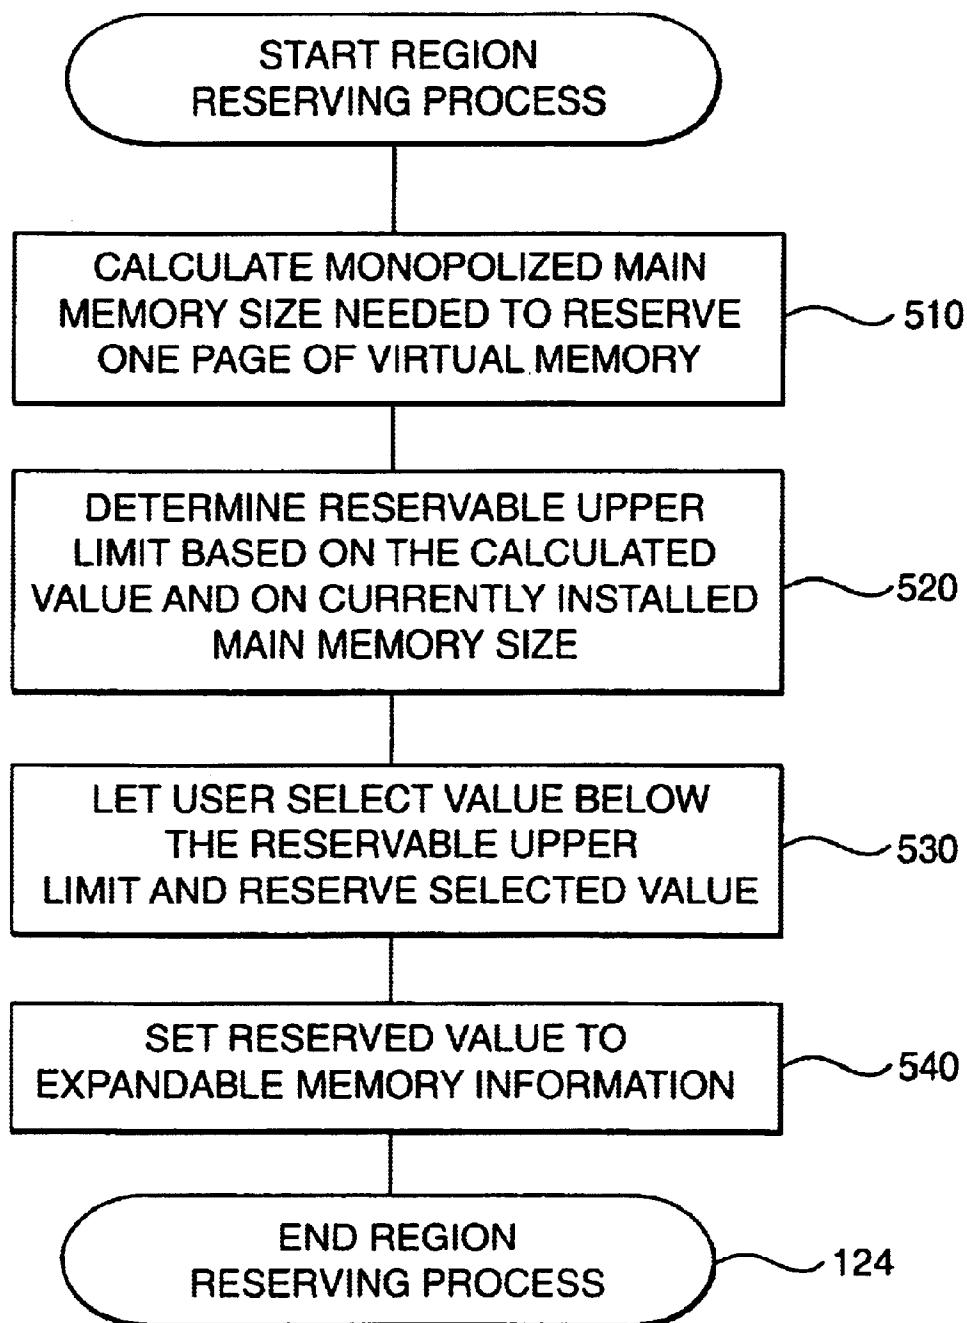 START REGION
RESERVING PROCESS
CALCULATE MONOPOLIZED MAIN
MEMORY SIZE NEEDED TO RESERVE
ONE PAGE OF VIRTUAL MEMORY
510
DETERMINE RESERVABLE UPPER
LIMIT BASED ON THE CALCULATED
VALUE AND ON CURRENTLY INSTALLED
MAIN MEMORY SIZE
520
LET USER SELECT VALUE BELOW
THE RESERVABLE UPPER
LIMIT AND RESERVE SELECTED VALUE
530
SET RESERVED VALUE TO
EXPANDABLE MEMORY INFORMATION
540
END REGION
RESERVING PROCESS
124